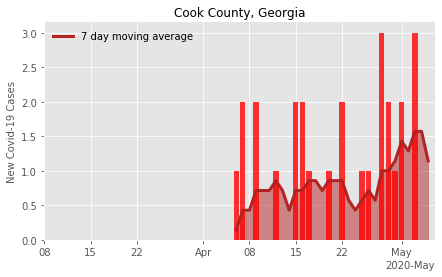 Cook County, Georgia
7 day moving average
New Covid-19 Cases
3.0
2.5
2.0
1.5
1.0
0.5
0.0
08 15 22 Apr 08 15 22 May
2020-May